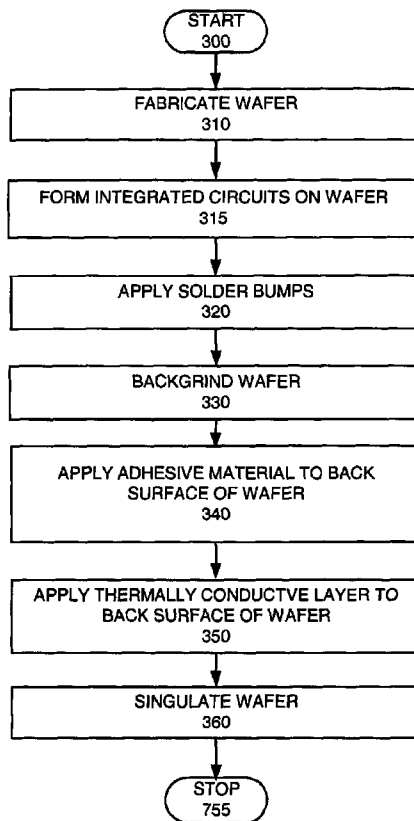 START
300
FABRICATE WAFER
310
FORM INTEGRATED CIRCUITS ON WAFER
315
APPLY SOLDER BUMPS
320
BACKGRIND WAFER
330
APPLY ADHESIVE MATERIAL TO BACK
SURFACE OF WAFER
340
APPLY THERMALLY CONDUCTVE LAYER TO
BACK SURFACE OF WAFER
350
SINGULATE WAFER
360
STOP
755